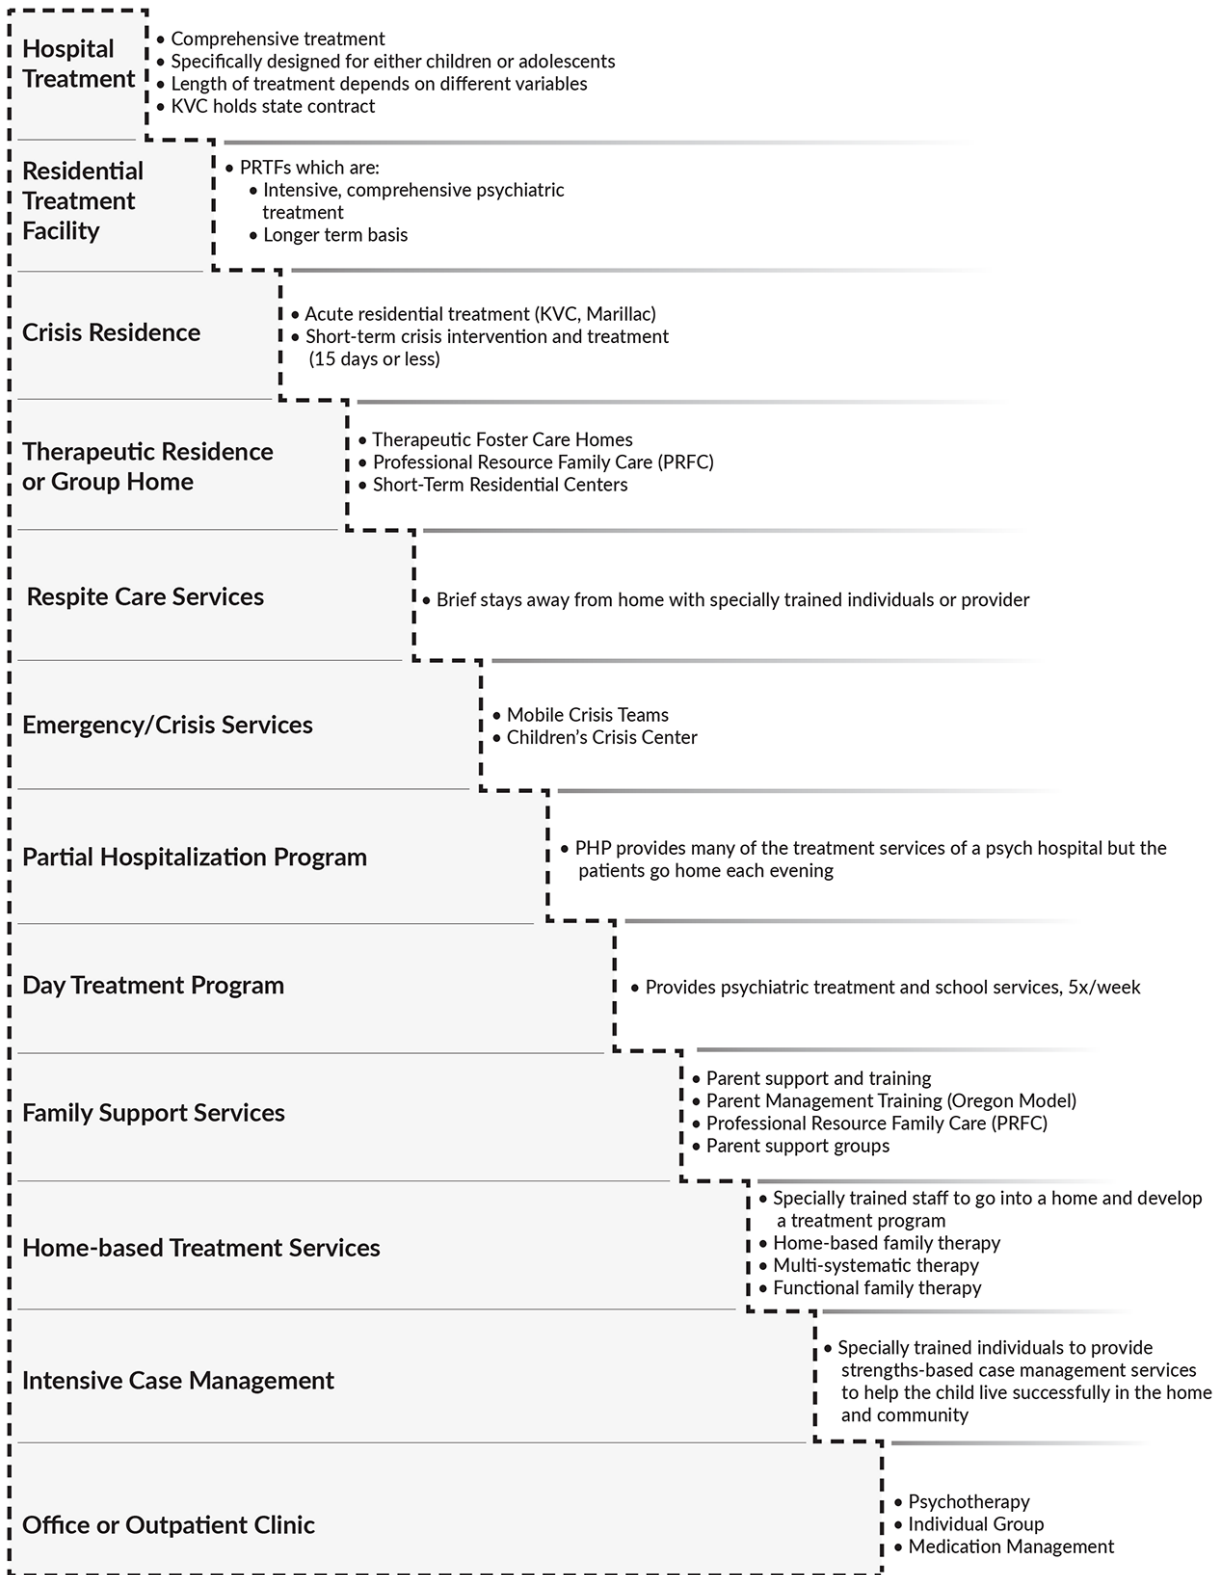 Hospital
Treatment
• Comprehensive treatment
• Specifically designed for either children or adolescents
• Length of treatment depends on different variables
• KVC holds state contract
Residential
Treatment
Facility
• PRTFs which are:
• Intensive, comprehensive psychiatric
treatment
• Longer term basis
Crisis Residence
• Acute residential treatment (KVC, Marillac)
• Short-term crisis intervention and treatment
(15 days or less)
Therapeutic Residence
or Group Home
• Therapeutic Foster Care Homes
• Professional Resource Family Care (PRFC)
• Short-Term Residential Centers
Respite Care Services
• Brief stays away from home with specially trained individuals or provider
Emergency/Crisis Services
• Mobile Crisis Teams
• Children’s Crisis Center
Partial Hospitalization Program
• PHP provides many of the treatment services of a psych hospital but the
patients go home each evening
Day Treatment Program
• Provides psychiatric treatment and school services, 5x/week
Family Support Services
• Parent support and training
• Parent Management Training (Oregon Model)
• Professional Resource Family Care (PRFC)
• Parent support groups
Home-based Treatment Services
• Specially trained staff to go into a home and develop
a treatment program
• Home-based family therapy
• Multi-systematic therapy
• Functional family therapy
Intensive Case Management
• Specially trained individuals to provide
strengths-based case management services
to help the child live successfully in the home
and community
Office or Outpatient Clinic
• Psychotherapy
• Individual Group
• Medication Management